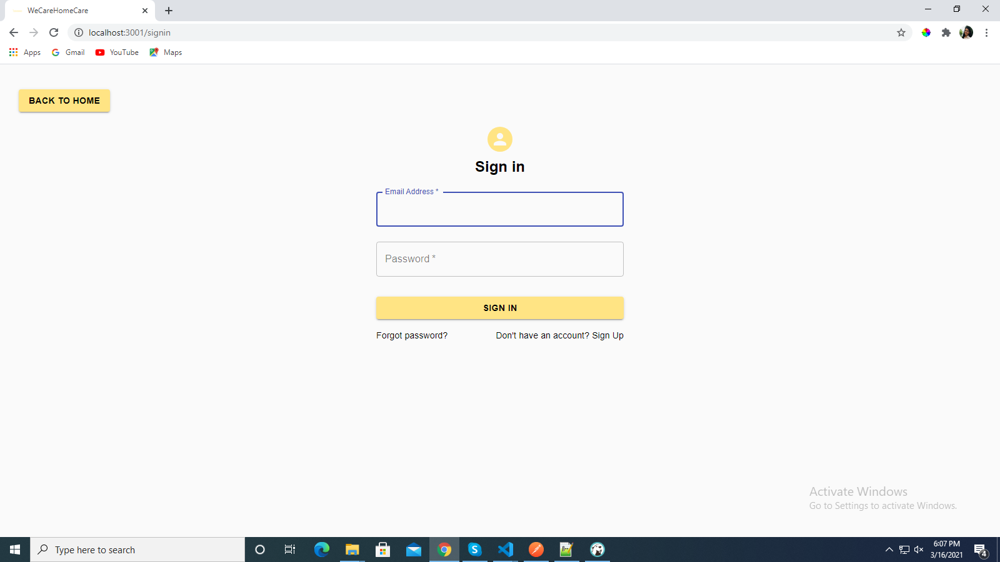 WeCareHomeCare
localhost:3001/signin
Apps
Gmail
YouTube
Maps
BACK TO HOME
Sign in
Email Address *
Password *
SIGN IN
Forgot password?
Don't have an account? Sign Up
Activate Windows
Go to Settings to activate Windows.
Type here to search
6:07 PM
3/16/2021
4